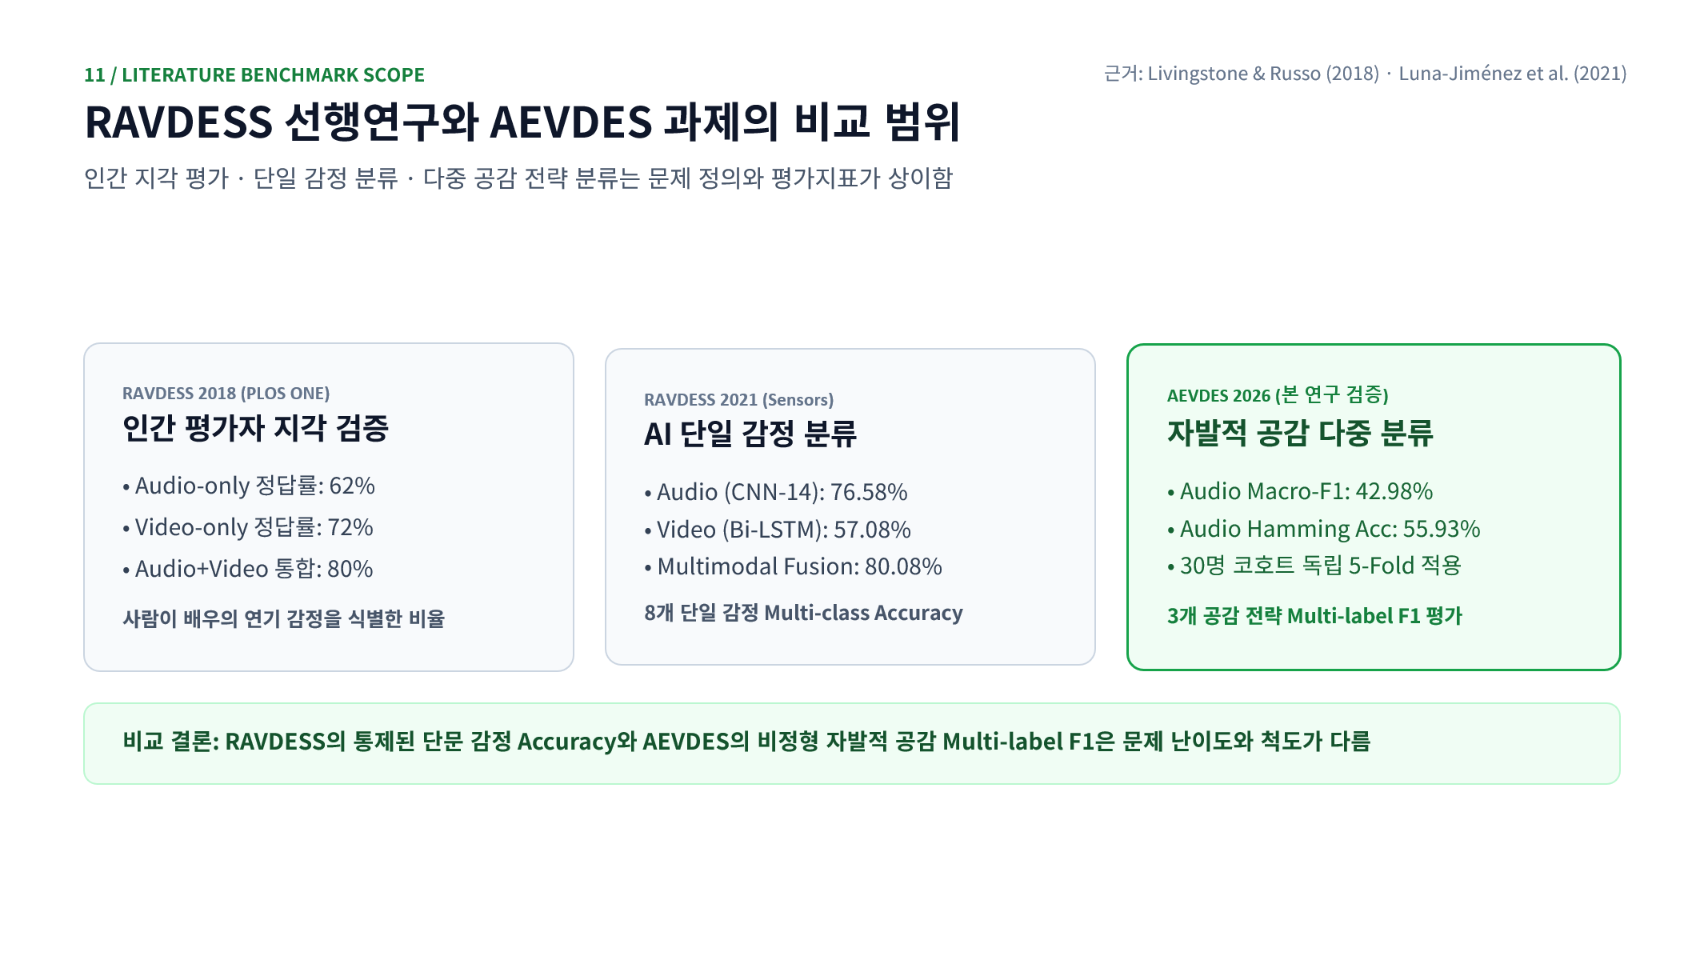 11 / LITERATURE BENCHMARK SCOPE
근거: Livingstone & Russo (2018) · Luna-Jiménez et al. (2021)
RAVDESS 선행연구와 AEVDES 과제의 비교 범위
인간 지각 평가 · 단일 감정 분류 · 다중 공감 전략 분류는 문제 정의와 평가지표가 상이함
RAVDESS 2018 (PLOS ONE)
인간 평가자 지각 검증
• Audio-only 정답률: 62%
• Video-only 정답률: 72%
• Audio+Video 통합: 80%
사람이 배우의 연기 감정을 식별한 비율
RAVDESS 2021 (Sensors)
AI 단일 감정 분류
• Audio (CNN-14): 76.58%
• Video (Bi-LSTM): 57.08%
• Multimodal Fusion: 80.08%
8개 단일 감정 Multi-class Accuracy
AEVDES 2026 (본 연구 검증)
자발적 공감 다중 분류
• Audio Macro-F1: 42.98%
• Audio Hamming Acc: 55.93%
• 30명 코호트 독립 5-Fold 적용
3개 공감 전략 Multi-label F1 평가
비교 결론: RAVDESS의 통제된 단문 감정 Accuracy와 AEVDES의 비정형 자발적 공감 Multi-label F1은 문제 난이도와 척도가 다름